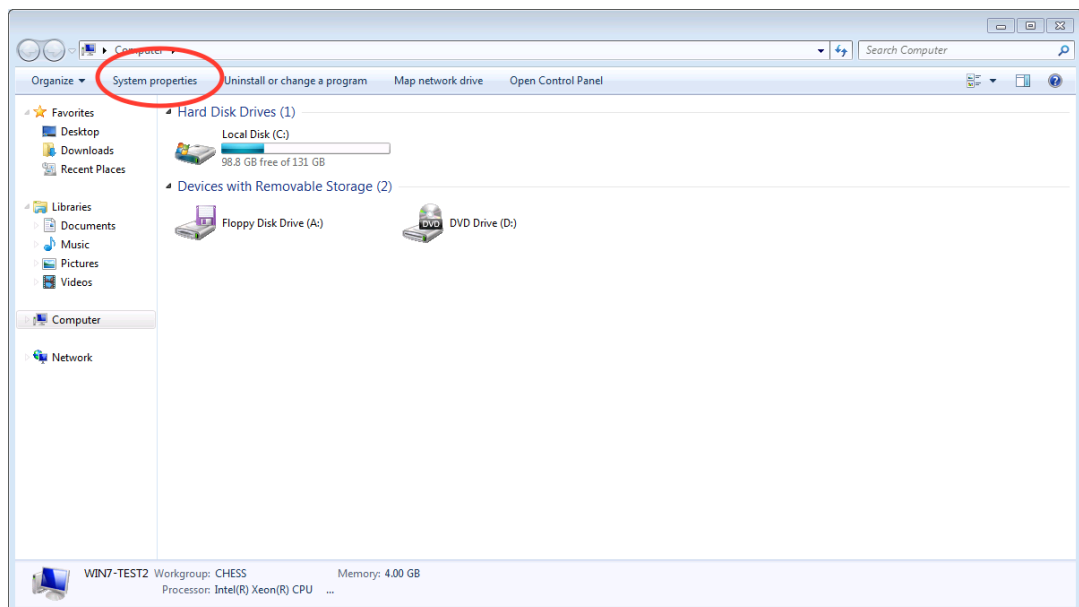 Computer
Search Computer
Organize System properties Uninstall or change a program Map network drive Open Control Panel
Favorites
Desktop
Downloads
Recent Places
Libraries
Documents
Music
Pictures
Videos
Computer
Network
Hard Disk Drives (1)
Local Disk (C:)
98.8 GB free of 131 GB
Devices with Removable Storage (2)
Floppy Disk Drive (A:)
DVD
DVD Drive (D:)
WIN7-TEST2 Workgroup: CHESS Memory: 4.00 GB
Processor: Intel(R) Xeon(R) CPU ...